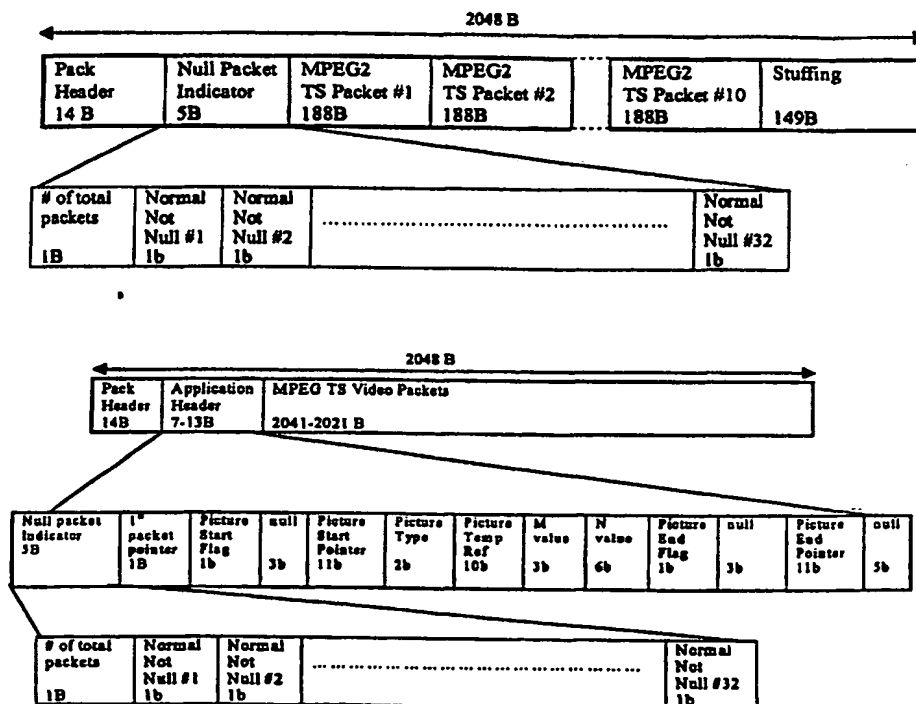 2048 B
Pack Header 14 B
Null Packet Indicator 5B
MPEG2 TS Packet #1 188B
MPEG2 TS Packet #2 188B
MPEG2 TS Packet #10 188B
Stuffing 149B
# of total packets 1B
Normal Not Null #1 1b
Normal Not Null #2 1b
Normal Not Null #32 1b
2048 B
Pack Header 14B
Application Header 7-13B
MPEG TS Video Packets 2041-2021 B
Null packet Indicator 5B
1" packet pointer 1B
Picture Start Flag 1b
null 3b
Picture Start Pointer 11b
Picture Type 2b
Picture Temp Ref 10b
M value 3b
N value 6b
Picture End Flag 1b
null 3b
Picture End Pointer 11b
null 5b
# of total packets 1B
Normal Not Null #1 1b
Normal Not Null #2 1b
Normal Not Null #32 1b